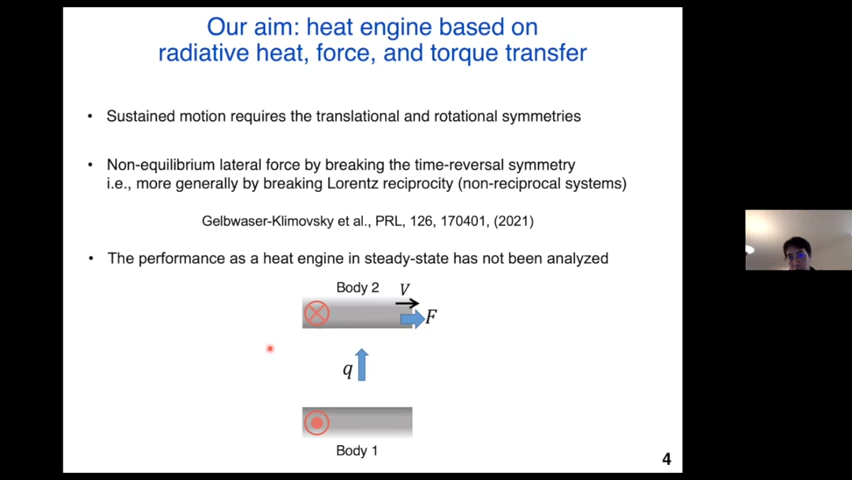 Our aim: heat engine based on
radiative heat, force, and torque transfer
• Sustained motion requires the translational and rotational symmetries
• Non-equilibrium lateral force by breaking the time-reversal symmetry
i.e., more generally by breaking Lorentz reciprocity (non-reciprocal systems)
Gelbwaser-Klimovsky et al., PRL, 126, 170401, (2021)
• The performance as a heat engine in steady-state has not been analyzed
Body 2 V
F
q
Body 1
4